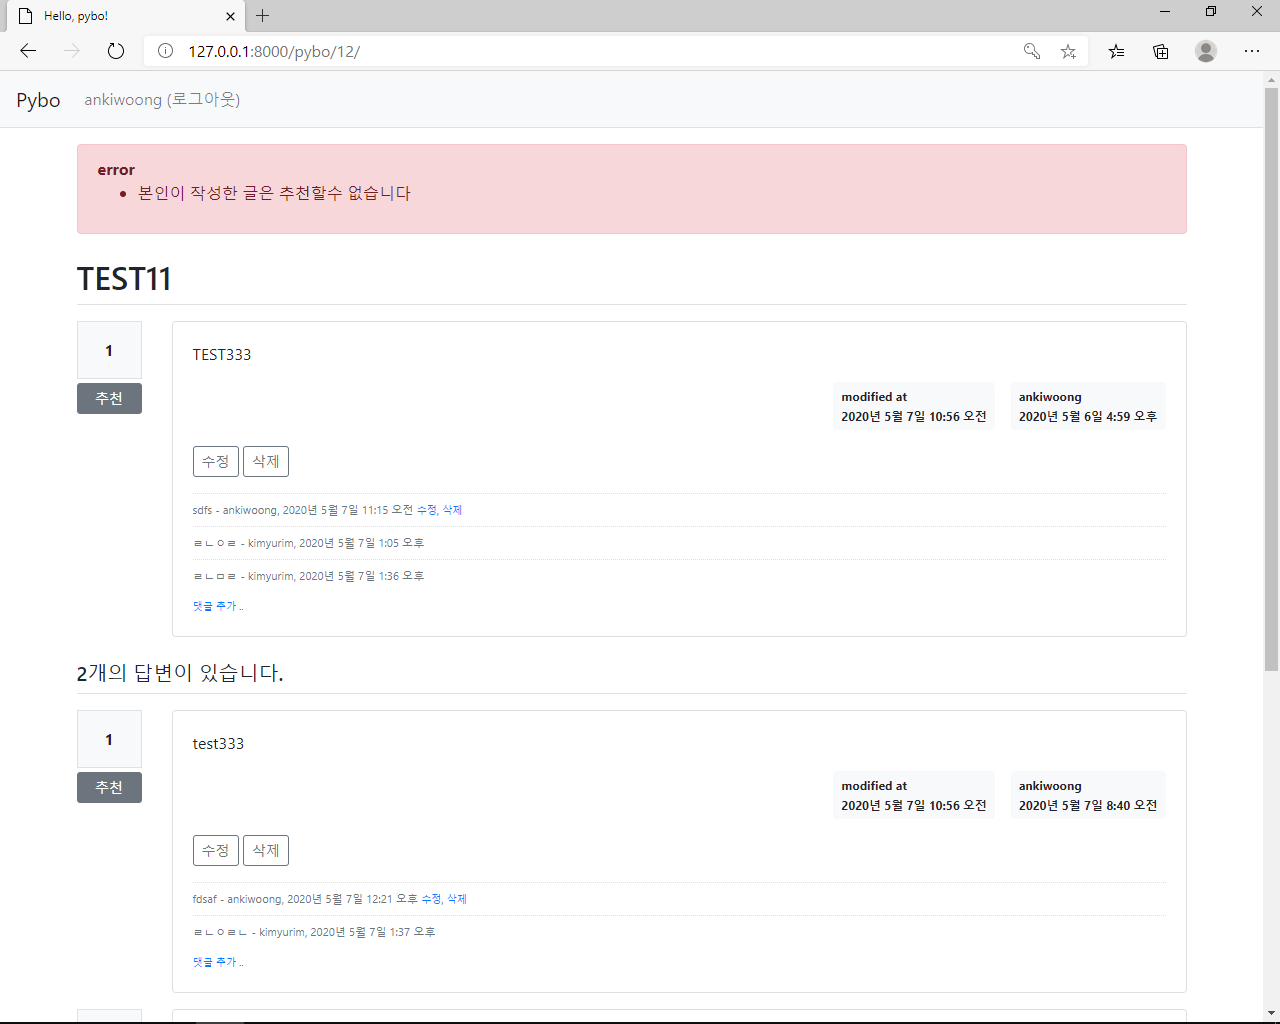 Hello, pybo!
127.0.0.1:8000/pybo/12/
Pybo ankiwoong (로그아웃)
error
본인이 작성한 글은 추천할수 없습니다
TEST11
1
추천
TEST333
modified at
2020년 5월 7일 10:56 오전
ankiwoong
2020년 5월 6일 4:59 오후
수정 삭제
sdfs - ankiwoong, 2020년 5월 7일 11:15 오전 수정, 삭제
ㄹㄴㅇㄹ - kimyurim, 2020년 5월 7일 1:05 오후
ㄹㄴㅁㄹ - kimyurim, 2020년 5월 7일 1:36 오후
댓글 추가 ..
2개의 답변이 있습니다.
1
추천
test333
modified at
2020년 5월 7일 10:56 오전
ankiwoong
2020년 5월 7일 8:40 오전
수정 삭제
fdsaf - ankiwoong, 2020년 5월 7일 12:21 오후 수정, 삭제
ㄹㄴㅇㄹㄴ - kimyurim, 2020년 5월 7일 1:37 오후
댓글 추가 ..